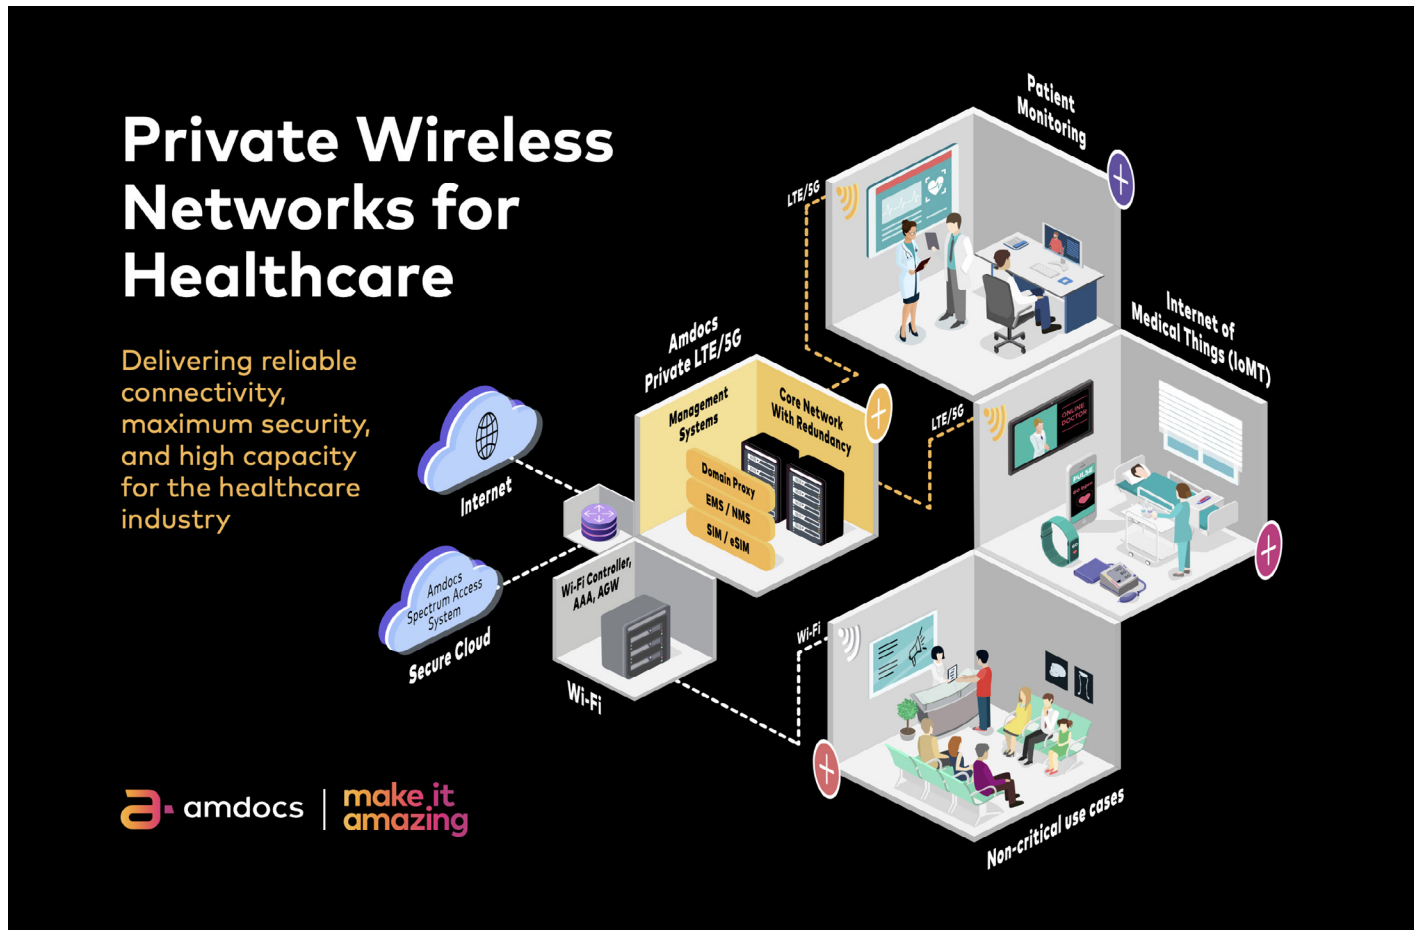 Private Wireless
Networks for
Healthcare
Delivering reliable
connectivity,
maximum security,
and high capacity
for the healthcare
industry
Patient
Monitoring
LTE/5G
Internet of
Medical Things (IoMT)
LTE/5G
ONLINE
DOCTOR
PULSE
Amdocs
Private LTE/5G
Management
Systems
Core Network
With Redundancy
Domain Proxy
EMS / NMS
SIM / eSIM
Internet
Amdocs
Spectrum Access
System
Secure Cloud
Wi-Fi Controller,
AAA, AGW
Wi-Fi
Wi-Fi
Non-critical use cases
amdocs
make it
amazing